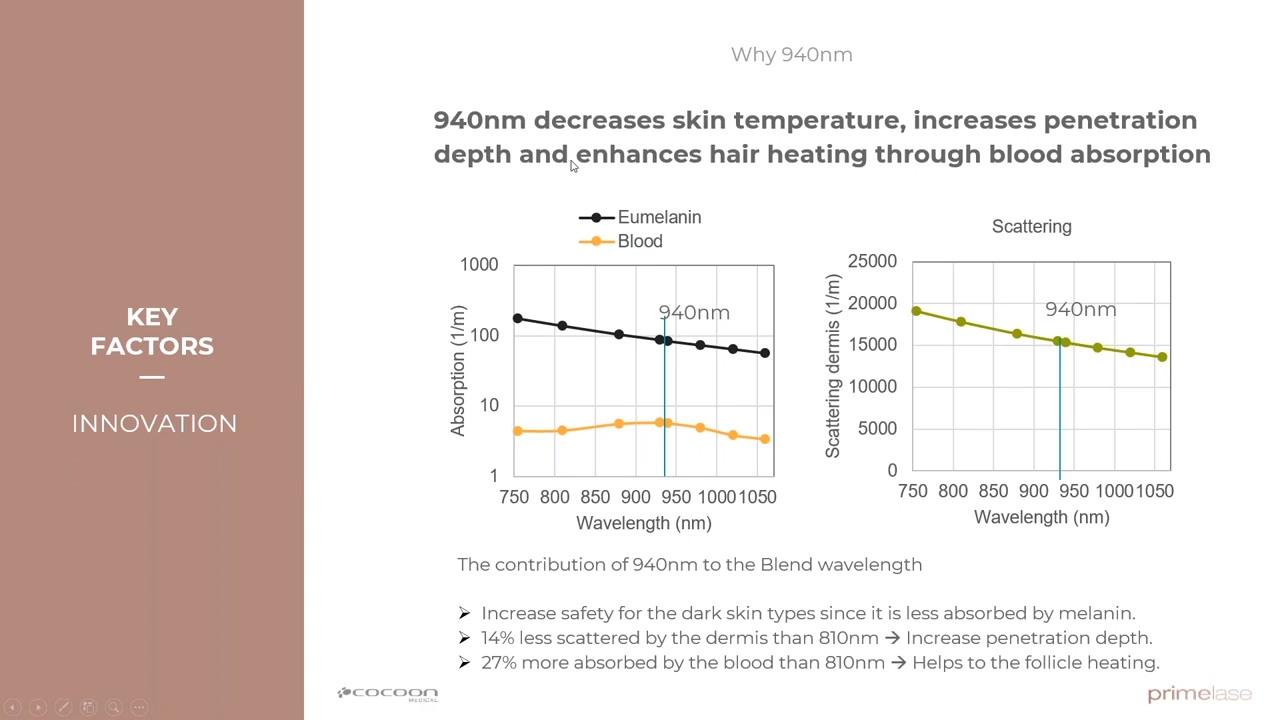 KEY
FACTORS
INNOVATION
Why 940nm
940nm decreases skin temperature, increases penetration
depth and enhances hair heating through blood absorption
Eumelanin
Blood
1000
100
10
1
Absorption (1/m)
940nm
750 800 850 900 950 1000 1050
Wavelength (nm)
Scattering
25000
20000
15000
10000
5000
0
Scattering dermis (1/m)
940nm
750 800 850 900 950 1000 1050
Wavelength (nm)
The contribution of 940nm to the Blend wavelength
➢ Increase safety for the dark skin types since it is less absorbed by melanin.
➢ 14% less scattered by the dermis than 810nm → Increase penetration depth.
➢ 27% more absorbed by the blood than 810nm → Helps to the follicle heating.
COCOON
MEDICAL
primelase